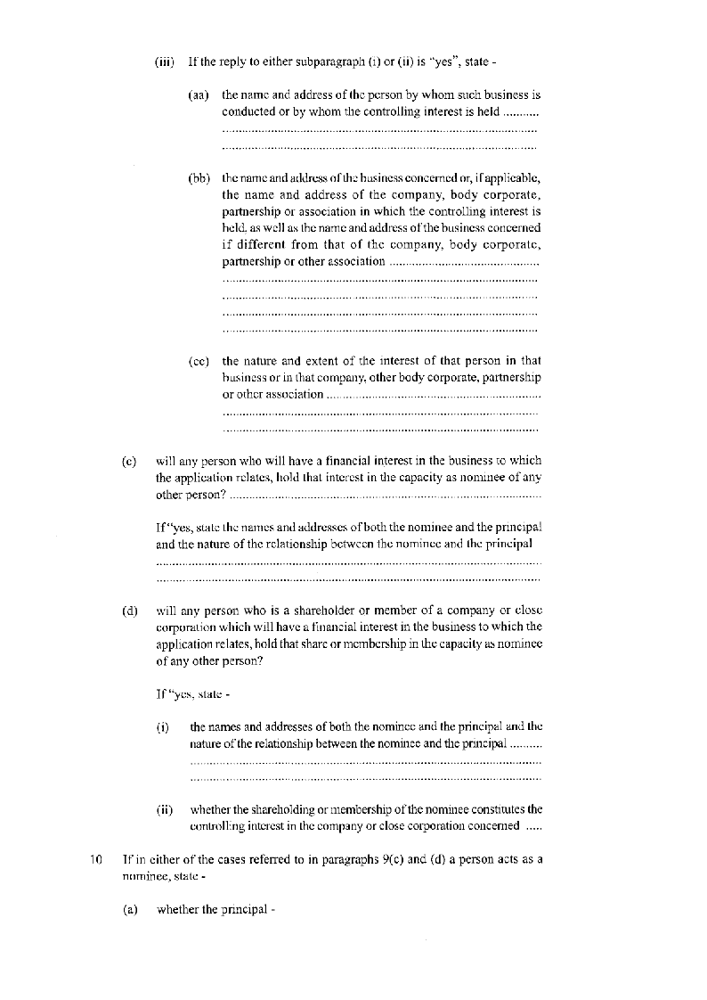 (iii) If the reply to either subparagraph (i) or (ii) is “yes”, state -
(aa) the name and address of the person by whom such business is
conducted or by whom the controlling interest is held ...........
................................................................................................
................................................................................................
(bb) the name and address of the business concerned or, if applicable,
the name and address of the company, body corporate,
partnership or association in which the controlling interest is
held, as well as the name and address of the business concerned
if different from that of the company, body corporate,
partnership or other association ..............................................
................................................................................................
................................................................................................
................................................................................................
................................................................................................
(cc) the nature and extent of the interest of that person in that
business or in that company, other body corporate, partnership
or other association ..................................................................
................................................................................................
................................................................................................
(c) will any person who will have a financial interest in the business to which
the application relates, hold that interest in the capacity as nominee of any
other person? ................................................................................................
If “yes, state the names and addresses of both the nominee and the principal
and the nature of the relationship between the nominee and the principal
......................................................................................................................
......................................................................................................................
(d) will any person who is a shareholder or member of a company or close
corporation which will have a financial interest in the business to which the
application relates, hold that share or membership in the capacity as nominee
of any other person?
If “yes, state -
(i) the names and addresses of both the nominee and the principal and the
nature of the relationship between the nominee and the principal ..........
............................................................................................................
............................................................................................................
(ii) whether the shareholding or membership of the nominee constitutes the
controlling interest in the company or close corporation concerned .....
10 If in either of the cases referred to in paragraphs 9(c) and (d) a person acts as a
nominee, state -
(a) whether the principal -